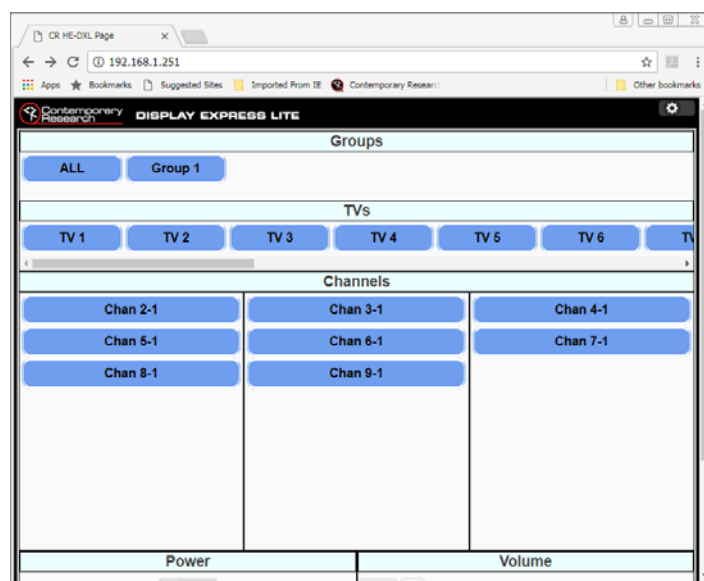 CR HE-DXL Page
192.168.1.251
Apps Bookmarks Suggested Sites Imported From IE Contemporary Research Other bookmarks
Contemporary Research DISPLAY EXPRESS LITE
Groups
ALL Group 1
TVs
TV 1 TV 2 TV 3 TV 4 TV 5 TV 6
Channels
Chan 2-1 Chan 3-1 Chan 4-1
Chan 5-1 Chan 6-1 Chan 7-1
Chan 8-1 Chan 9-1
Power Volume